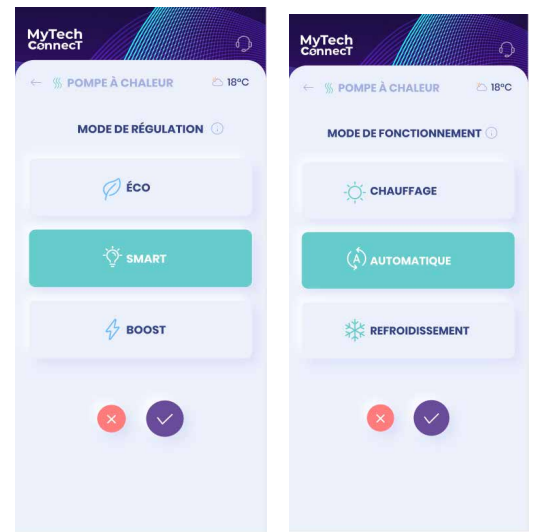 MyTech
ConnecT
POMPE À CHALEUR 18°C
MODE DE RÉGULATION
ÉCO
SMART
BOOST
MyTech
ConnecT
POMPE À CHALEUR 18°C
MODE DE FONCTIONNEMENT
CHAUFFAGE
A AUTOMATIQUE
REFROIDISSEMENT